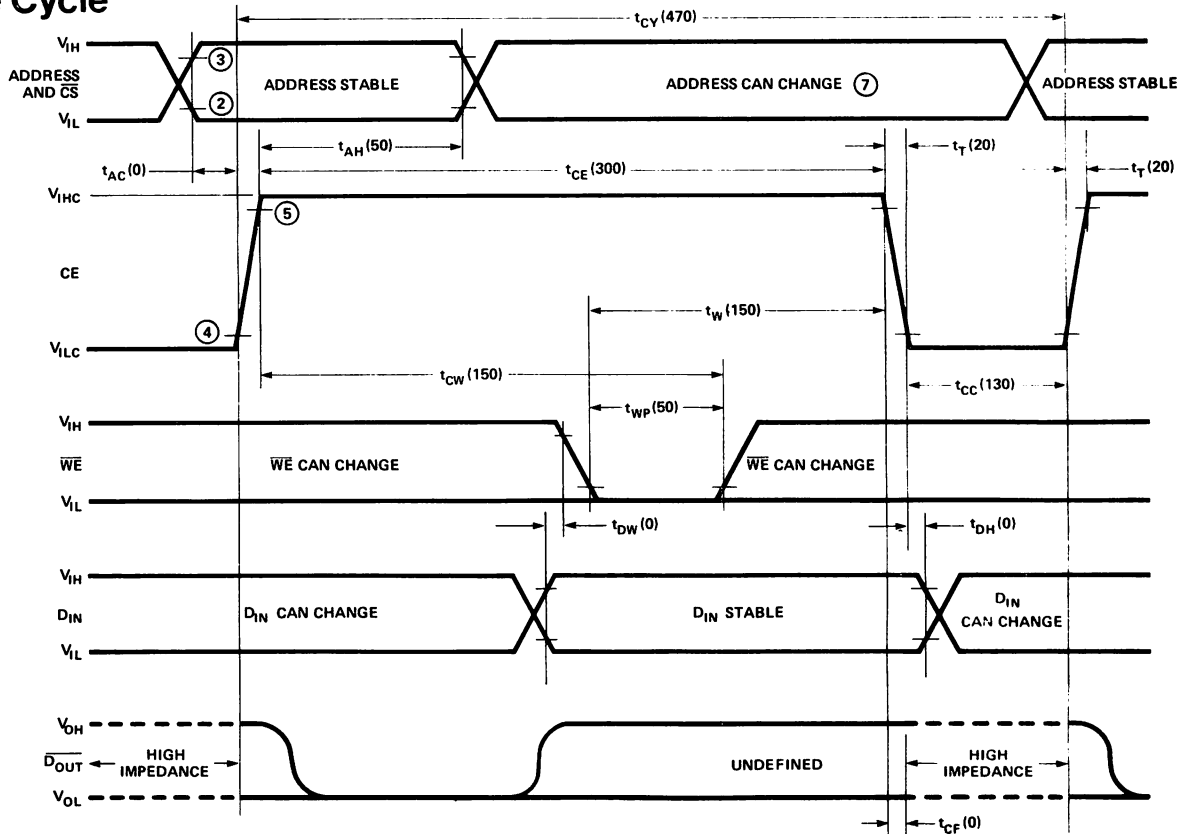 Cycle
tCY(470)
VIH
ADDRESS
AND CS
VIL
3
2
ADDRESS STABLE
ADDRESS CAN CHANGE 7
ADDRESS STABLE
tAC(0)
tAH(50)
tT(20)
tCE(300)
tT(20)
VIHC
5
CE
4
VILC
tW(150)
tCW(150)
tCC(130)
tWP(50)
VIH
WE
VIL
WE CAN CHANGE
WE CAN CHANGE
tDW(0)
tDH(0)
VIH
DIN
VIL
DIN CAN CHANGE
DIN STABLE
DIN
CAN CHANGE
VOH
DOUT
VOL
HIGH
IMPEDANCE
UNDEFINED
HIGH
IMPEDANCE
tCF(0)